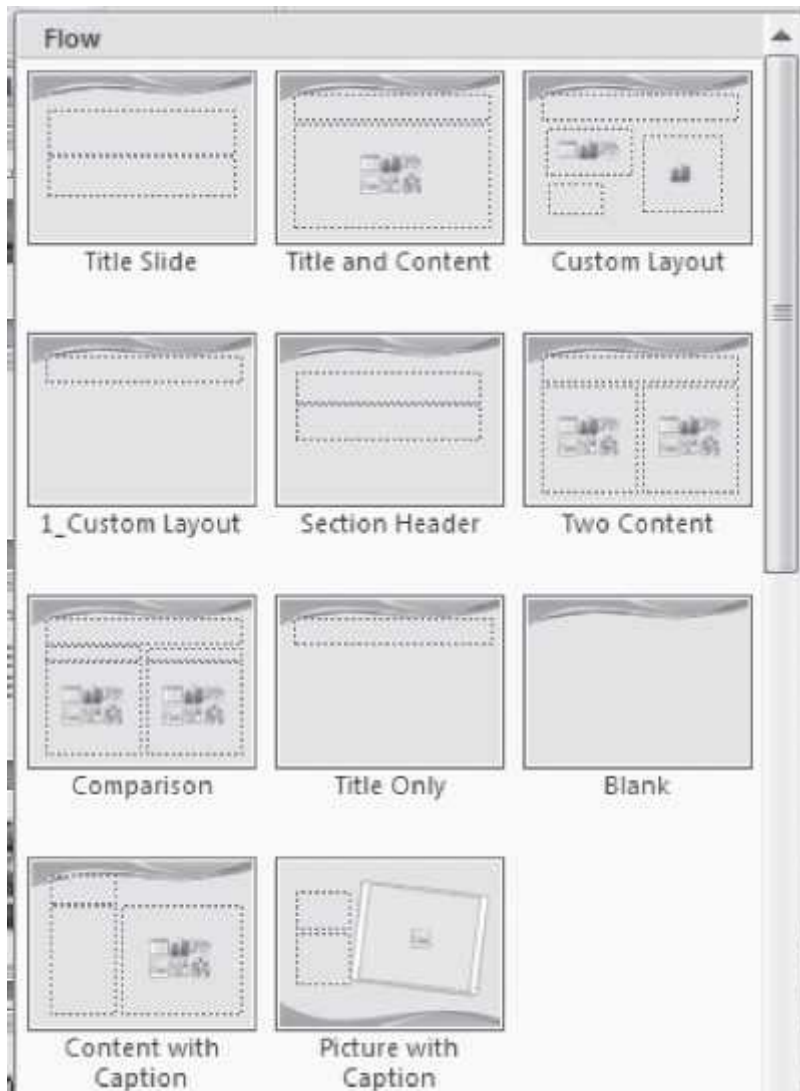 Flow
Title Slide
Title and Content
Custom Layout
1_Custom Layout
Section Header
Two Content
Comparison
Title Only
Blank
Content with
Caption
Picture with
Caption